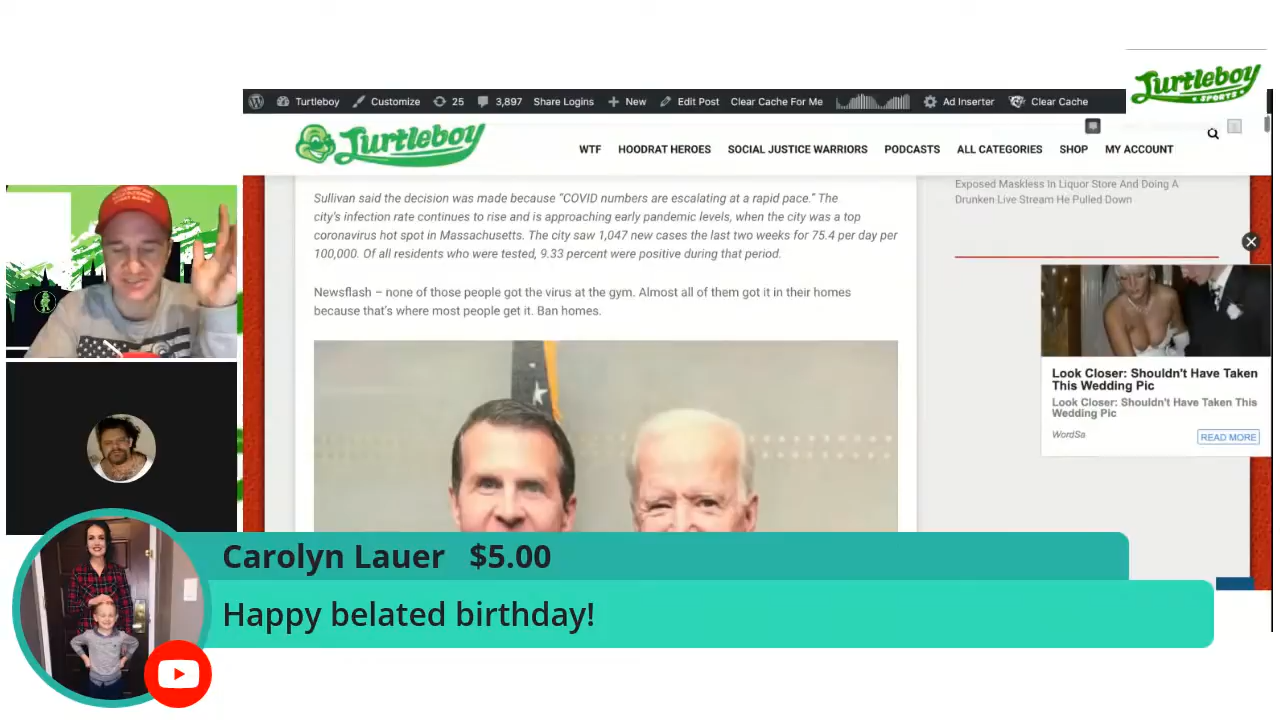 Turtleboy
SPORTS
Turtleboy Customize 25 3,897 Share Logins New Edit Post Clear Cache For Me Ad Inserter Clear Cache
Turtleboy
WTF HOODRAT HEROES SOCIAL JUSTICE WARRIORS PODCASTS ALL CATEGORIES SHOP MY ACCOUNT
Sullivan said the decision was made because “COVID numbers are escalating at a rapid pace.” The
city's infection rate continues to rise and is approaching early pandemic levels, when the city was a top
coronavirus hot spot in Massachusetts. The city saw 1,047 new cases the last two weeks for 75.4 per day per
100,000. Of all residents who were tested, 9.33 percent were positive during that period.
Newsflash – none of those people got the virus at the gym. Almost all of them got it in their homes
because that's where most people get it. Ban homes.
Exposed Maskless In Liquor Store And Doing A
Drunken Live Stream He Pulled Down
Look Closer: Shouldn't Have Taken
This Wedding Pic
Look Closer: Shouldn't Have Taken This
Wedding Pic
WordSa
READ MORE
Carolyn Lauer $5.00
Happy belated birthday!